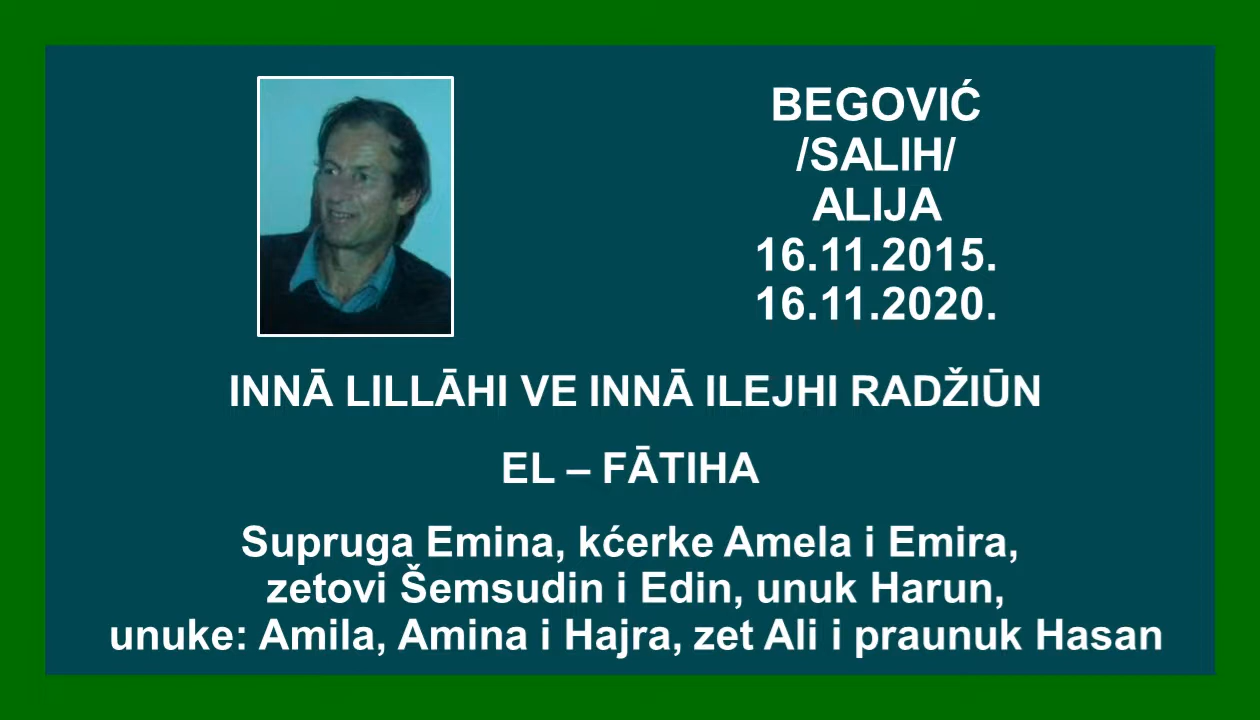 BEGOVIĆ
/SALIH/
ALIJA
16.11.2015.
16.11.2020.
INNĀ LILLĀHI VE INNĀ ILEJHI RADŽIŪN
EL – FĀTIHA
Supruga Emina, kćerke Amela i Emira,
zetovi Šemsudin i Edin, unuk Harun,
unuke: Amila, Amina i Hajra, zet Ali i praunuk Hasan